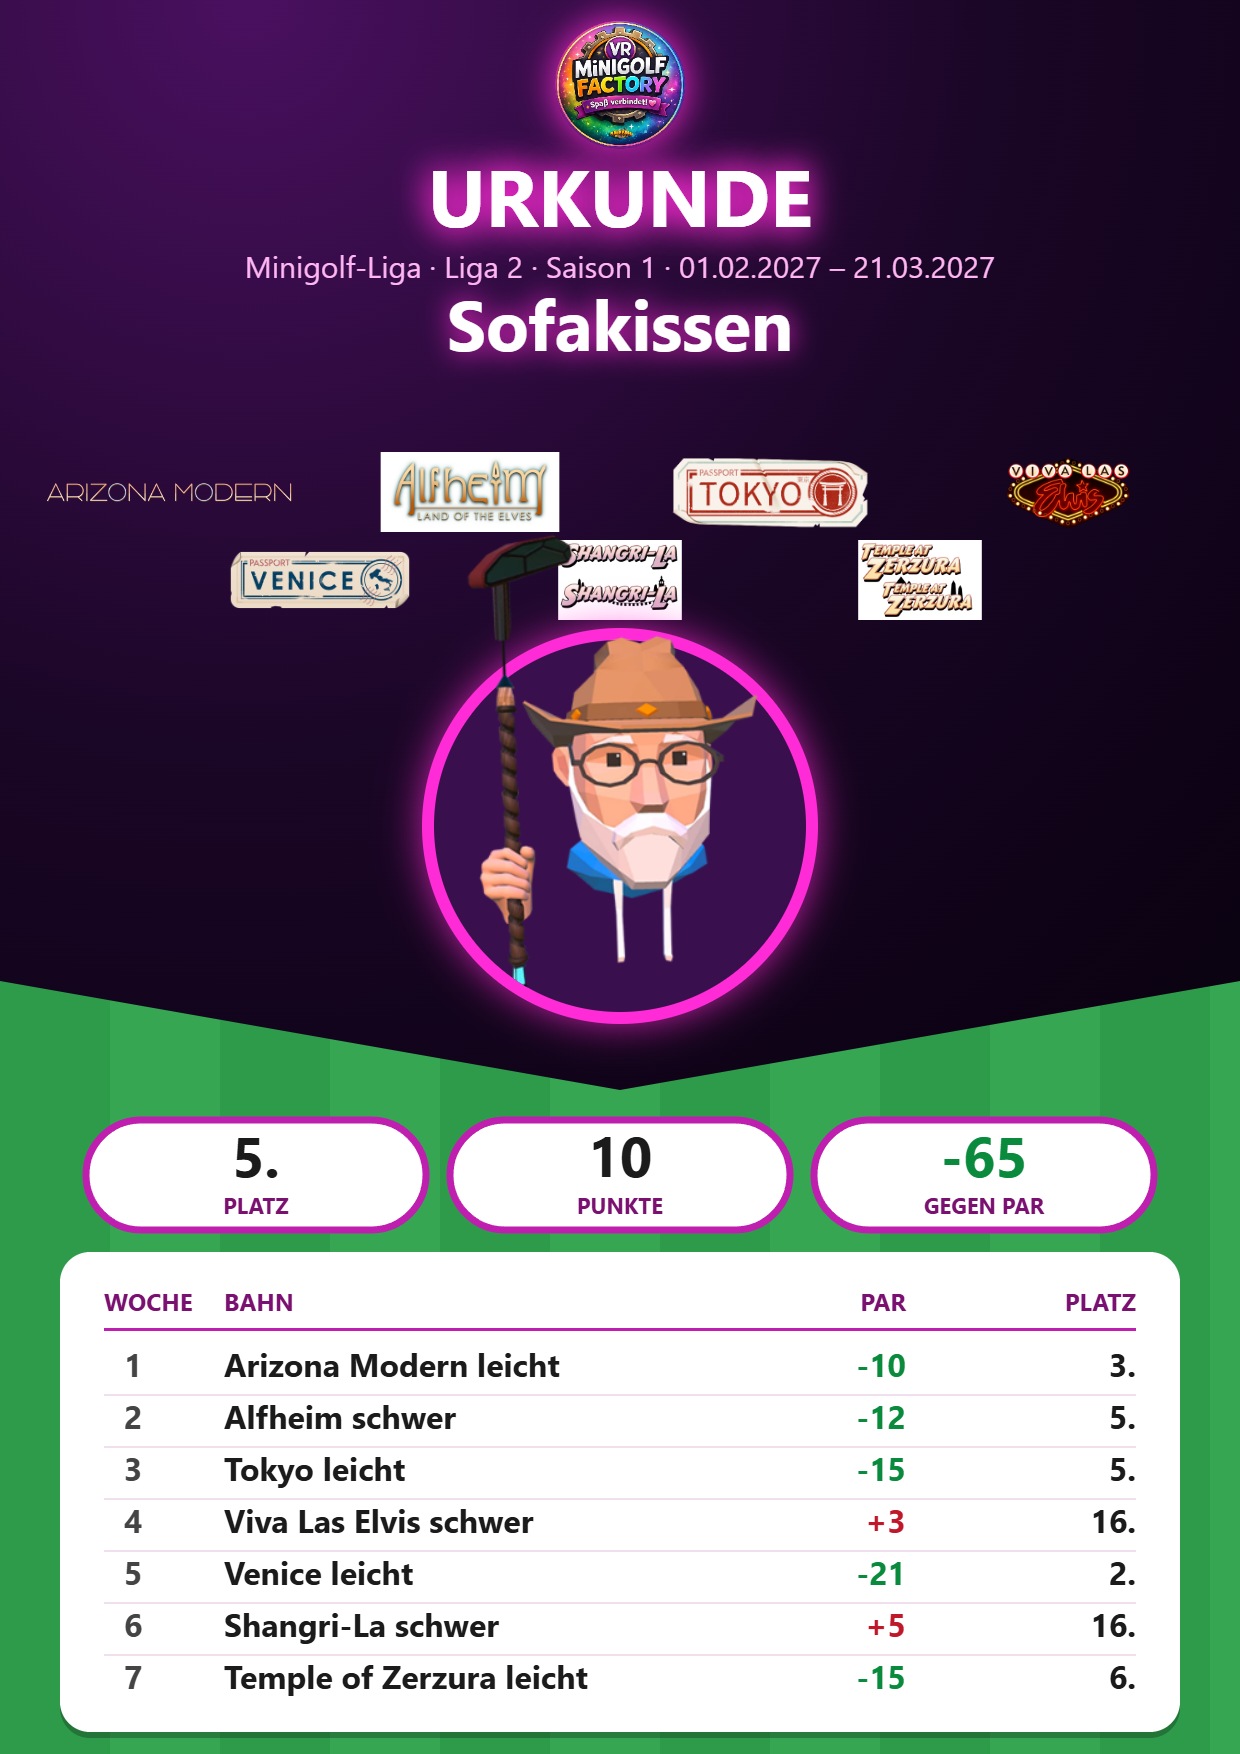 VR
MINIGOLF
FACTORY
Spaß verbindet!
URKUNDE
Minigolf-Liga · Liga 2 · Saison 1 · 01.02.2027 – 21.03.2027
Sofakissen
ARIZONA MODERN
Alfheim
LAND OF THE ELVES
PASSPORT
TOKYO
VIVA LAS
Elvis
PASSPORT
VENICE
SHANGRI-LA
SHANGRI-LA
TEMPLE AT
ZERZURA
TEMPLE AT
ZERZURA
5.
PLATZ
10
PUNKTE
-65
GEGEN PAR
WOCHE BAHN PAR PLATZ
1 Arizona Modern leicht -10 3.
2 Alfheim schwer -12 5.
3 Tokyo leicht -15 5.
4 Viva Las Elvis schwer +3 16.
5 Venice leicht -21 2.
6 Shangri-La schwer +5 16.
7 Temple of Zerzura leicht -15 6.